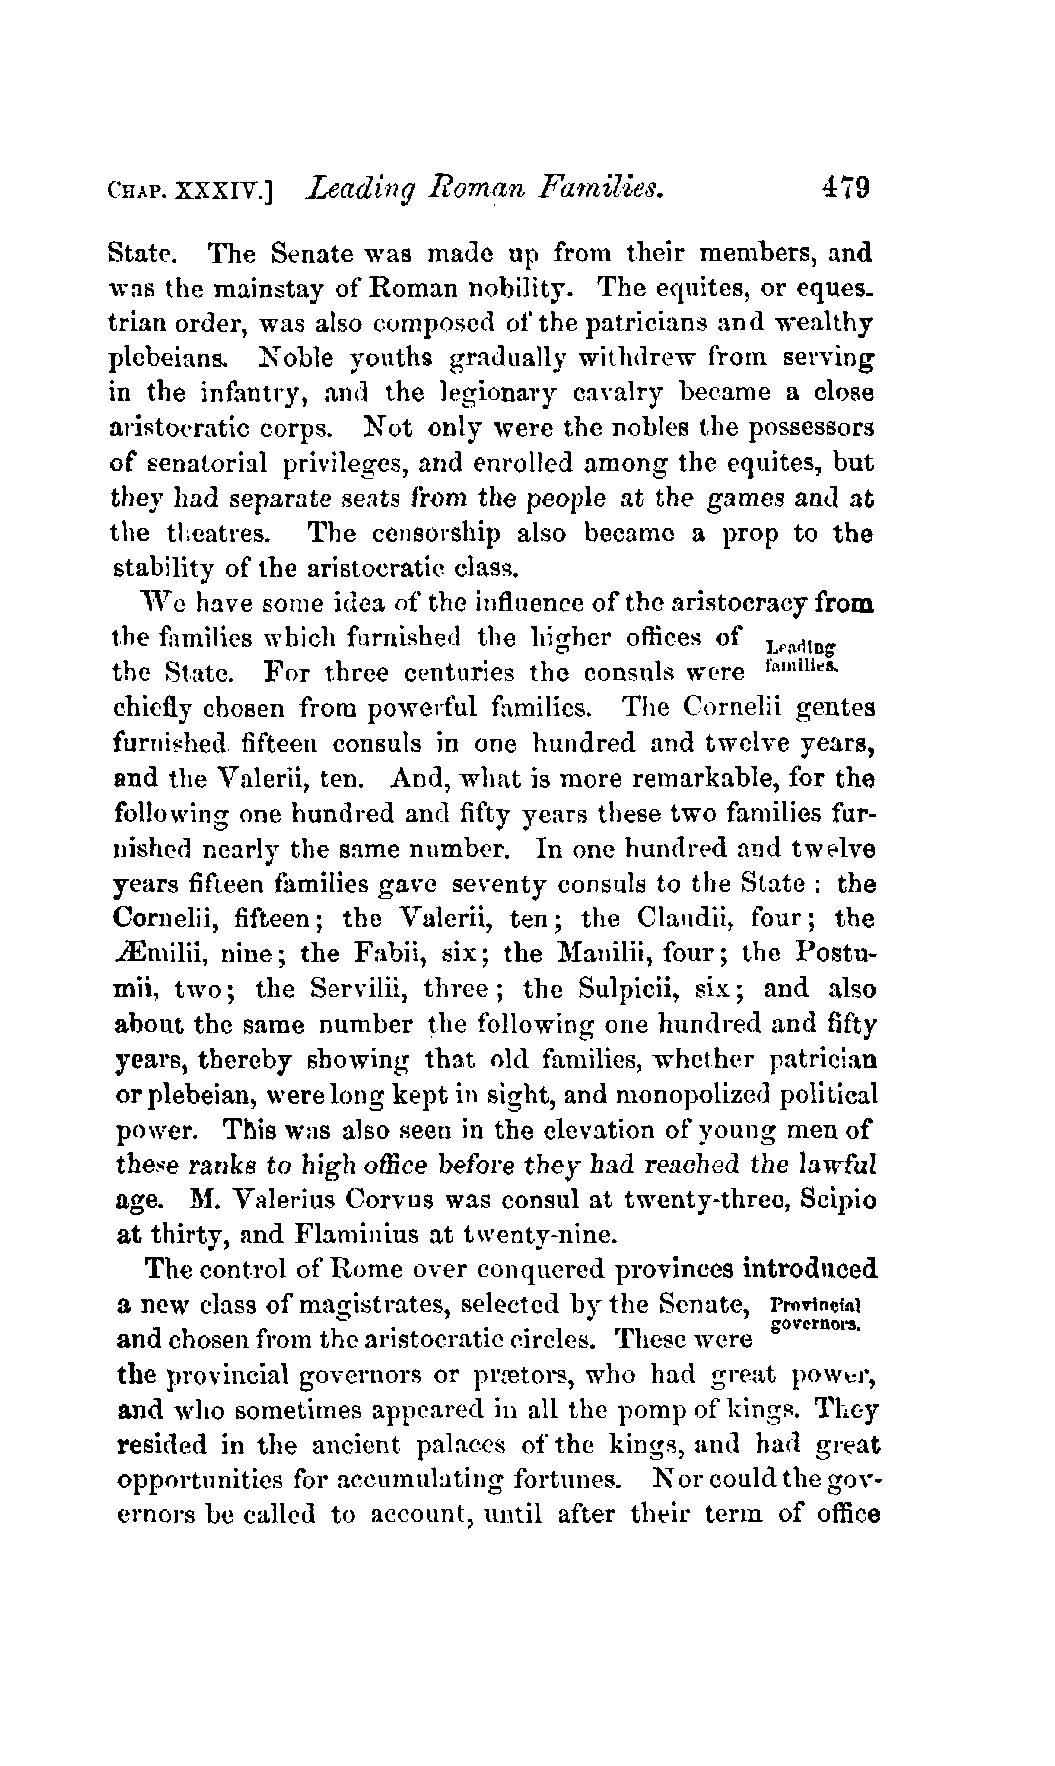 CHAP. XXXIV.] Leading Roman Families. 479
State. The Senate was made up from their members, and
was the mainstay of Roman nobility. The equites, or eques-
trian order, was also composed of the patricians and wealthy
plebeians. Noble youths gradually withdrew from serving
in the infantry, and the legionary cavalry became a close
aristocratic corps. Not only were the nobles the possessors
of senatorial privileges, and enrolled among the equites, but
they had separate seats from the people at the games and at
the theatres. The censorship also became a prop to the
stability of the aristocratic class.
We have some idea of the influence of the aristocracy from
the families which furnished the higher offices of
Leading
families.
the State. For three centuries the consuls were
chiefly chosen from powerful families. The Cornelii gentes
furnished fifteen consuls in one hundred and twelve years,
and the Valerii, ten. And, what is more remarkable, for the
following one hundred and fifty years these two families fur-
nished nearly the same number. In one hundred and twelve
years fifteen families gave seventy consuls to the State : the
Cornelii, fifteen; the Valerii, ten; the Claudii, four; the
Æmilii, nine; the Fabii, six; the Manilii, four; the Postu-
mii, two; the Servilii, three; the Sulpicii, six; and also
about the same number the following one hundred and fifty
years, thereby showing that old families, whether patrician
or plebeian, were long kept in sight, and monopolized political
power. This was also seen in the elevation of young men of
these ranks to high office before they had reached the lawful
age. M. Valerius Corvus was consul at twenty-three, Scipio
at thirty, and Flaminius at twenty-nine.
The control of Rome over conquered provinces introduced
a new class of magistrates, selected by the Senate,
Provincial
governors.
and chosen from the aristocratic circles. These were
the provincial governors or prætors, who had great power,
and who sometimes appeared in all the pomp of kings. They
resided in the ancient palaces of the kings, and had great
opportunities for accumulating fortunes. Nor could the gov-
ernors be called to account, until after their term of office